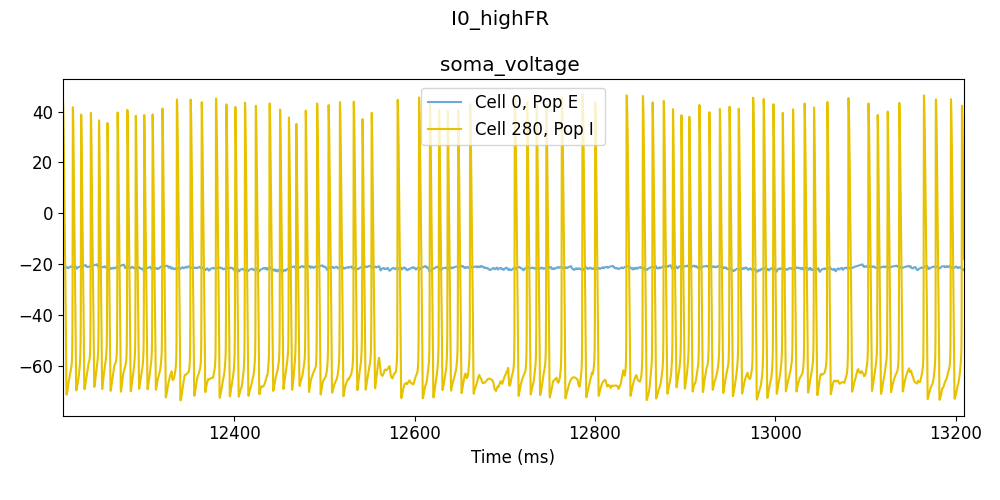 I0_highFR
soma_voltage
Cell 0, Pop E
Cell 280, Pop I
40
20
0
−20
−40
−60
12400 12600 12800 13000 13200
Time (ms)